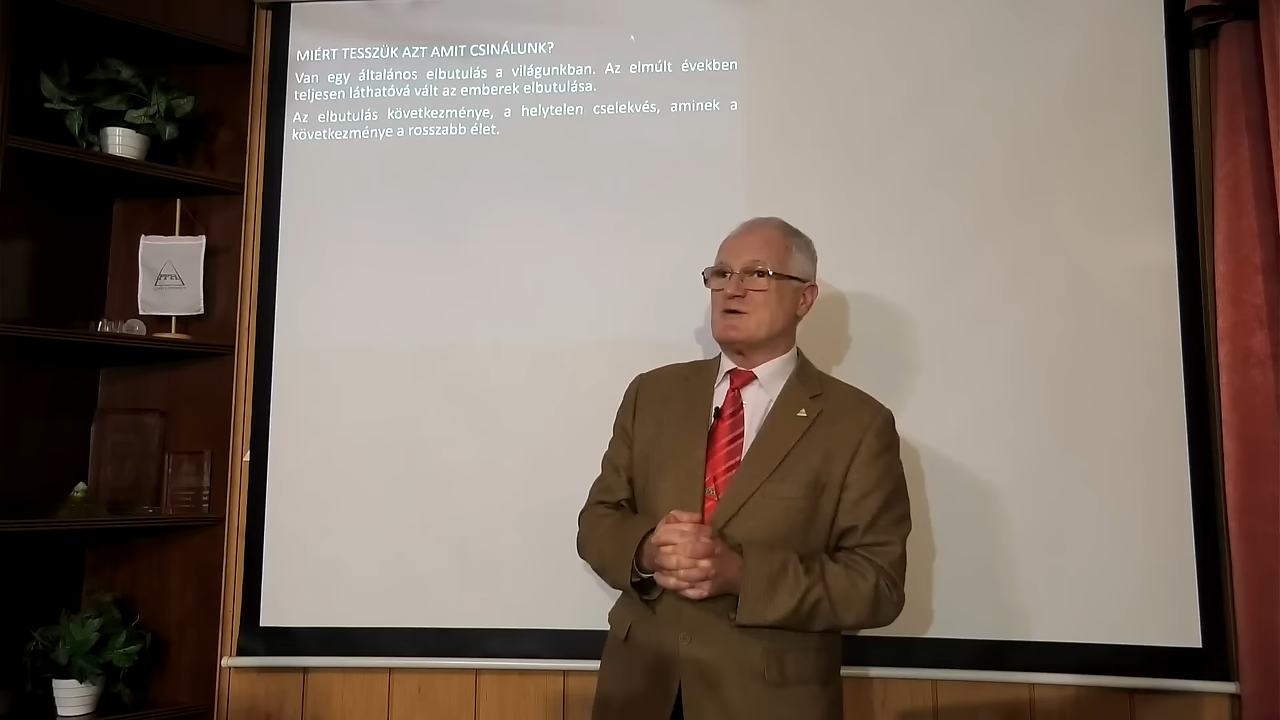 MIÉRT TESSZÜK AZT AMIT CSINÁLUNK?
Van egy általános elbutulás a világunkban. Az elmúlt években
teljesen láthatóvá vált az emberek elbutulása.
Az elbutulás következménye, a helytelen cselekvés, aminek a
következménye a rosszabb élet.